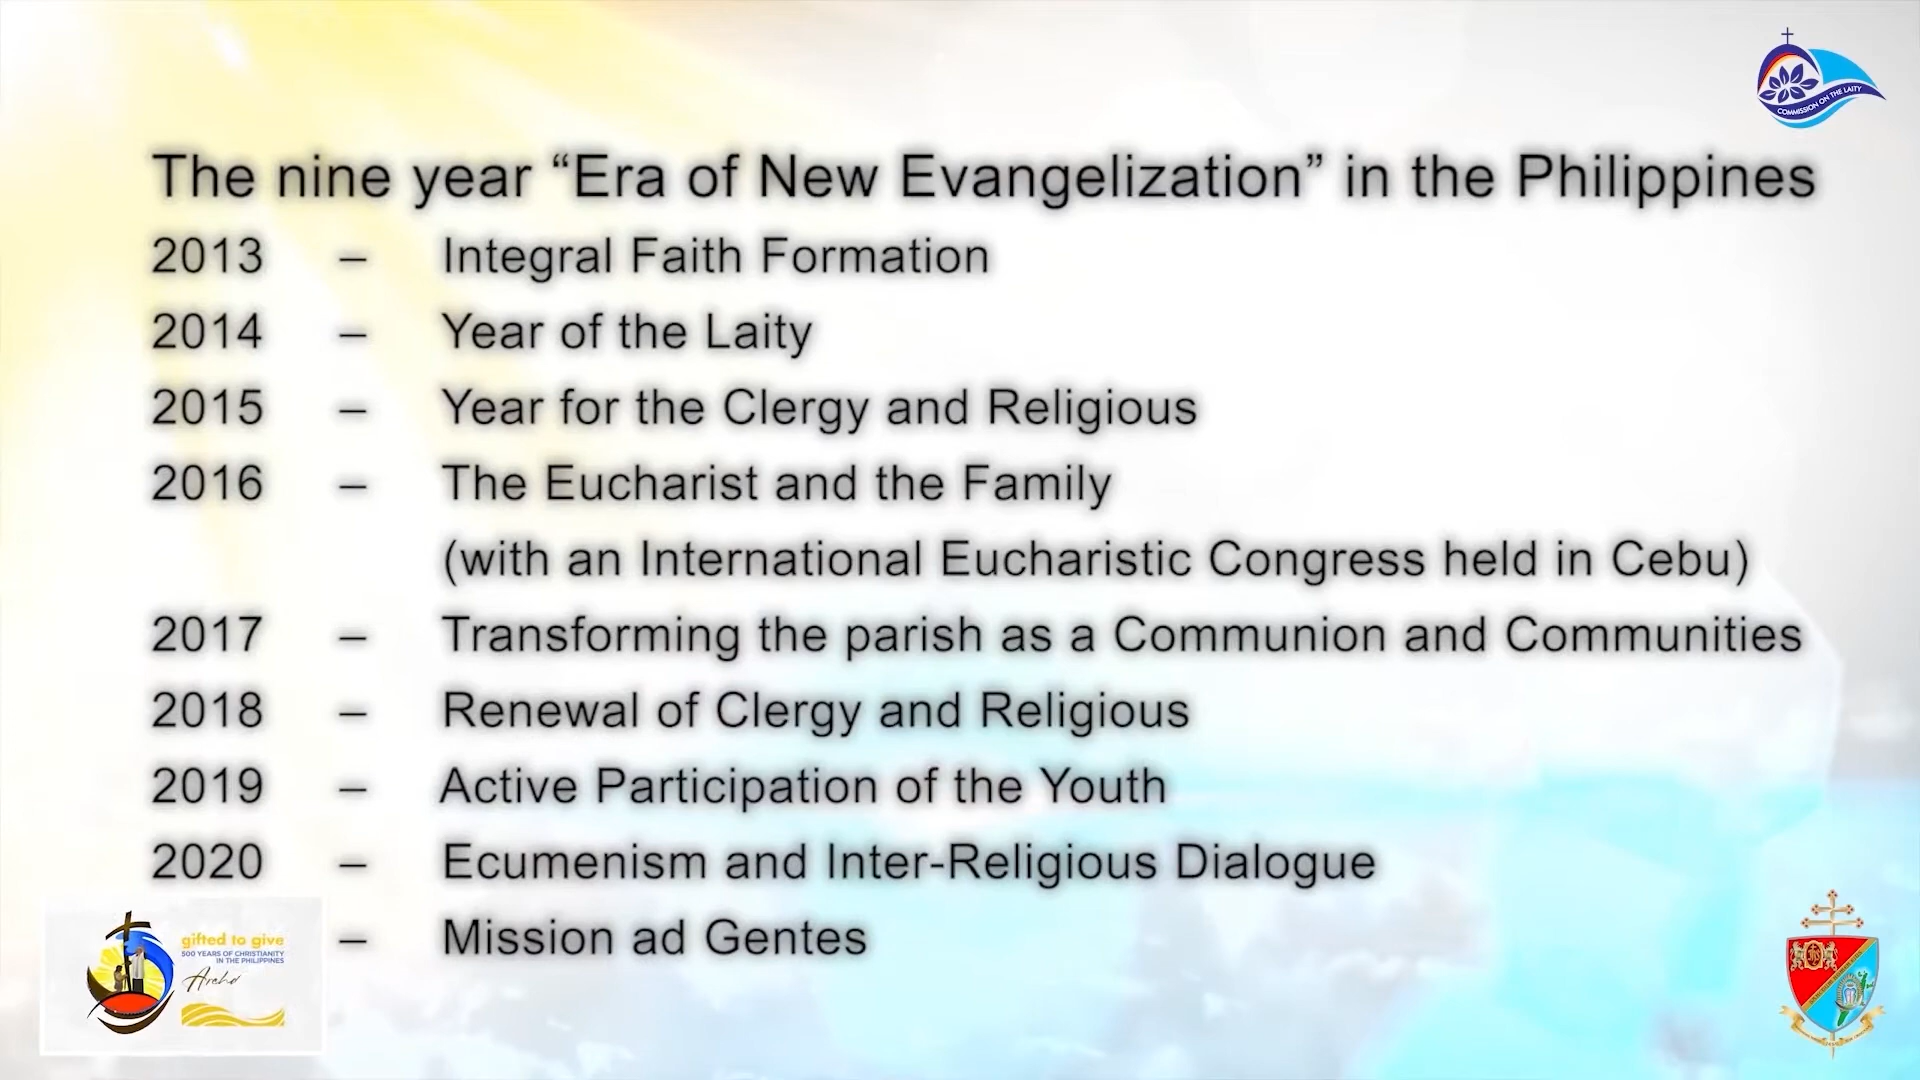 COMMISSION ON THE LAITY
The nine year “Era of New Evangelization” in the Philippines
2013 – Integral Faith Formation
2014 – Year of the Laity
2015 – Year for the Clergy and Religious
2016 – The Eucharist and the Family
(with an International Eucharistic Congress held in Cebu)
2017 – Transforming the parish as a Communion and Communities
2018 – Renewal of Clergy and Religious
2019 – Active Participation of the Youth
2020 – Ecumenism and Inter-Religious Dialogue
– Mission ad Gentes
gifted to give
500 YEARS OF CHRISTIANITY
IN THE PHILIPPINES